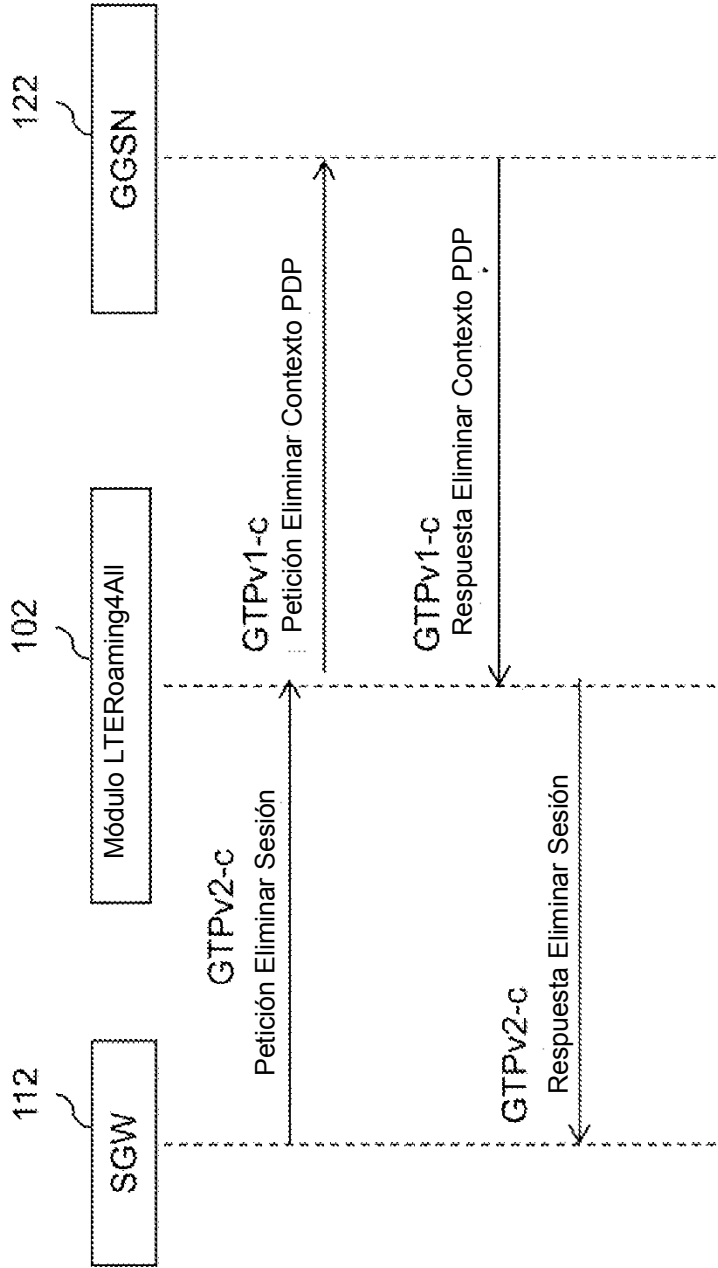 112
102
122
SGW
Módulo LTERoaming4All
GGSN
GTPv2-c
Petición Eliminar Sesión
GTPv1-c
Petición Eliminar Contexto PDP
GTPv1-c
Respuesta Eliminar Contexto PDP
GTPv2-c
Respuesta Eliminar Sesión